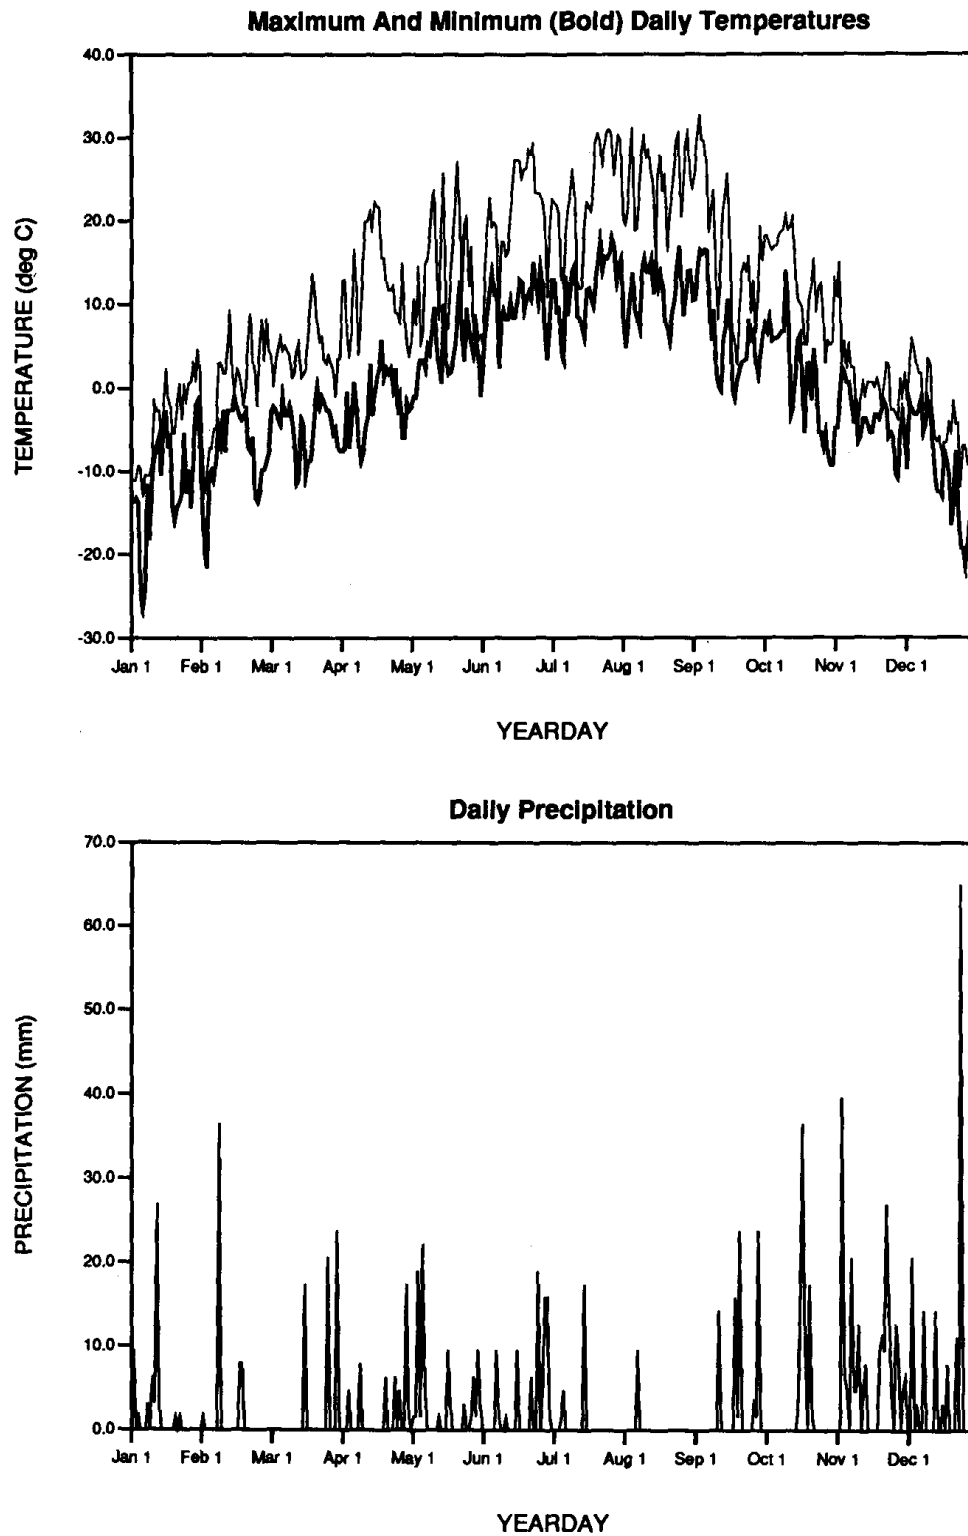 Maximum And Minimum (Bold) Daily Temperatures
40.0
30.0
20.0
10.0
0.0
-10.0
-20.0
-30.0
TEMPERATURE (deg C)
Jan 1 Feb 1 Mar 1 Apr 1 May 1 Jun 1 Jul 1 Aug 1 Sep 1 Oct 1 Nov 1 Dec 1
YEARDAY
Daily Precipitation
70.0
60.0
50.0
40.0
30.0
20.0
10.0
0.0
PRECIPITATION (mm)
Jan 1 Feb 1 Mar 1 Apr 1 May 1 Jun 1 Jul 1 Aug 1 Sep 1 Oct 1 Nov 1 Dec 1
YEARDAY